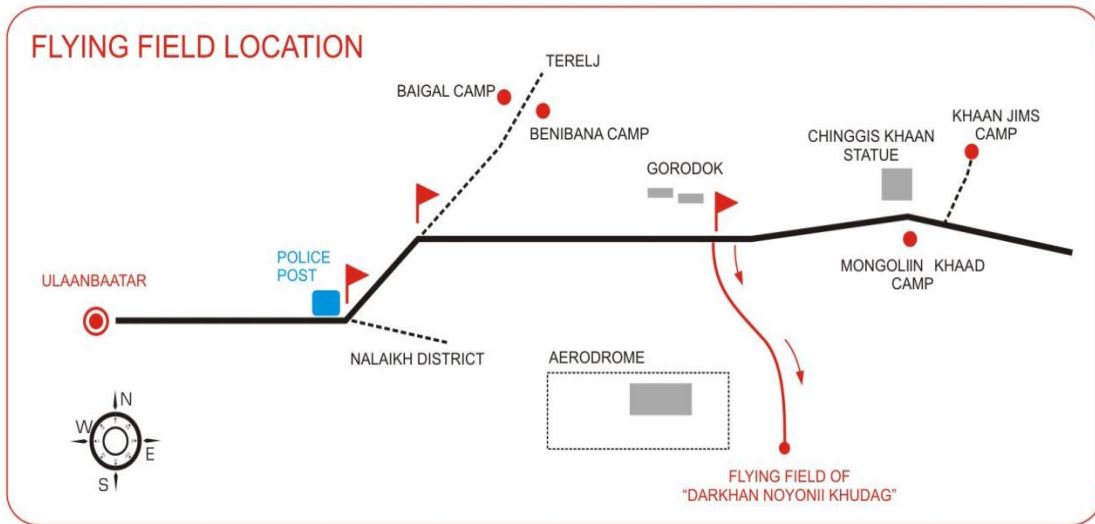 FLYING FIELD LOCATION
TERELJ
BAIGAL CAMP
BENIBANA CAMP
KHAAN JIMS
CAMP
CHINGGIS KHAAN
STATUE
GORODOK
POLICE
POST
ULAANBAATAR
MONGOLIIN KHAAD
CAMP
NALAIKH DISTRICT
AERODROME
N
W
E
S
FLYING FIELD OF
“DARKHAN NOYONII KHUDAG”